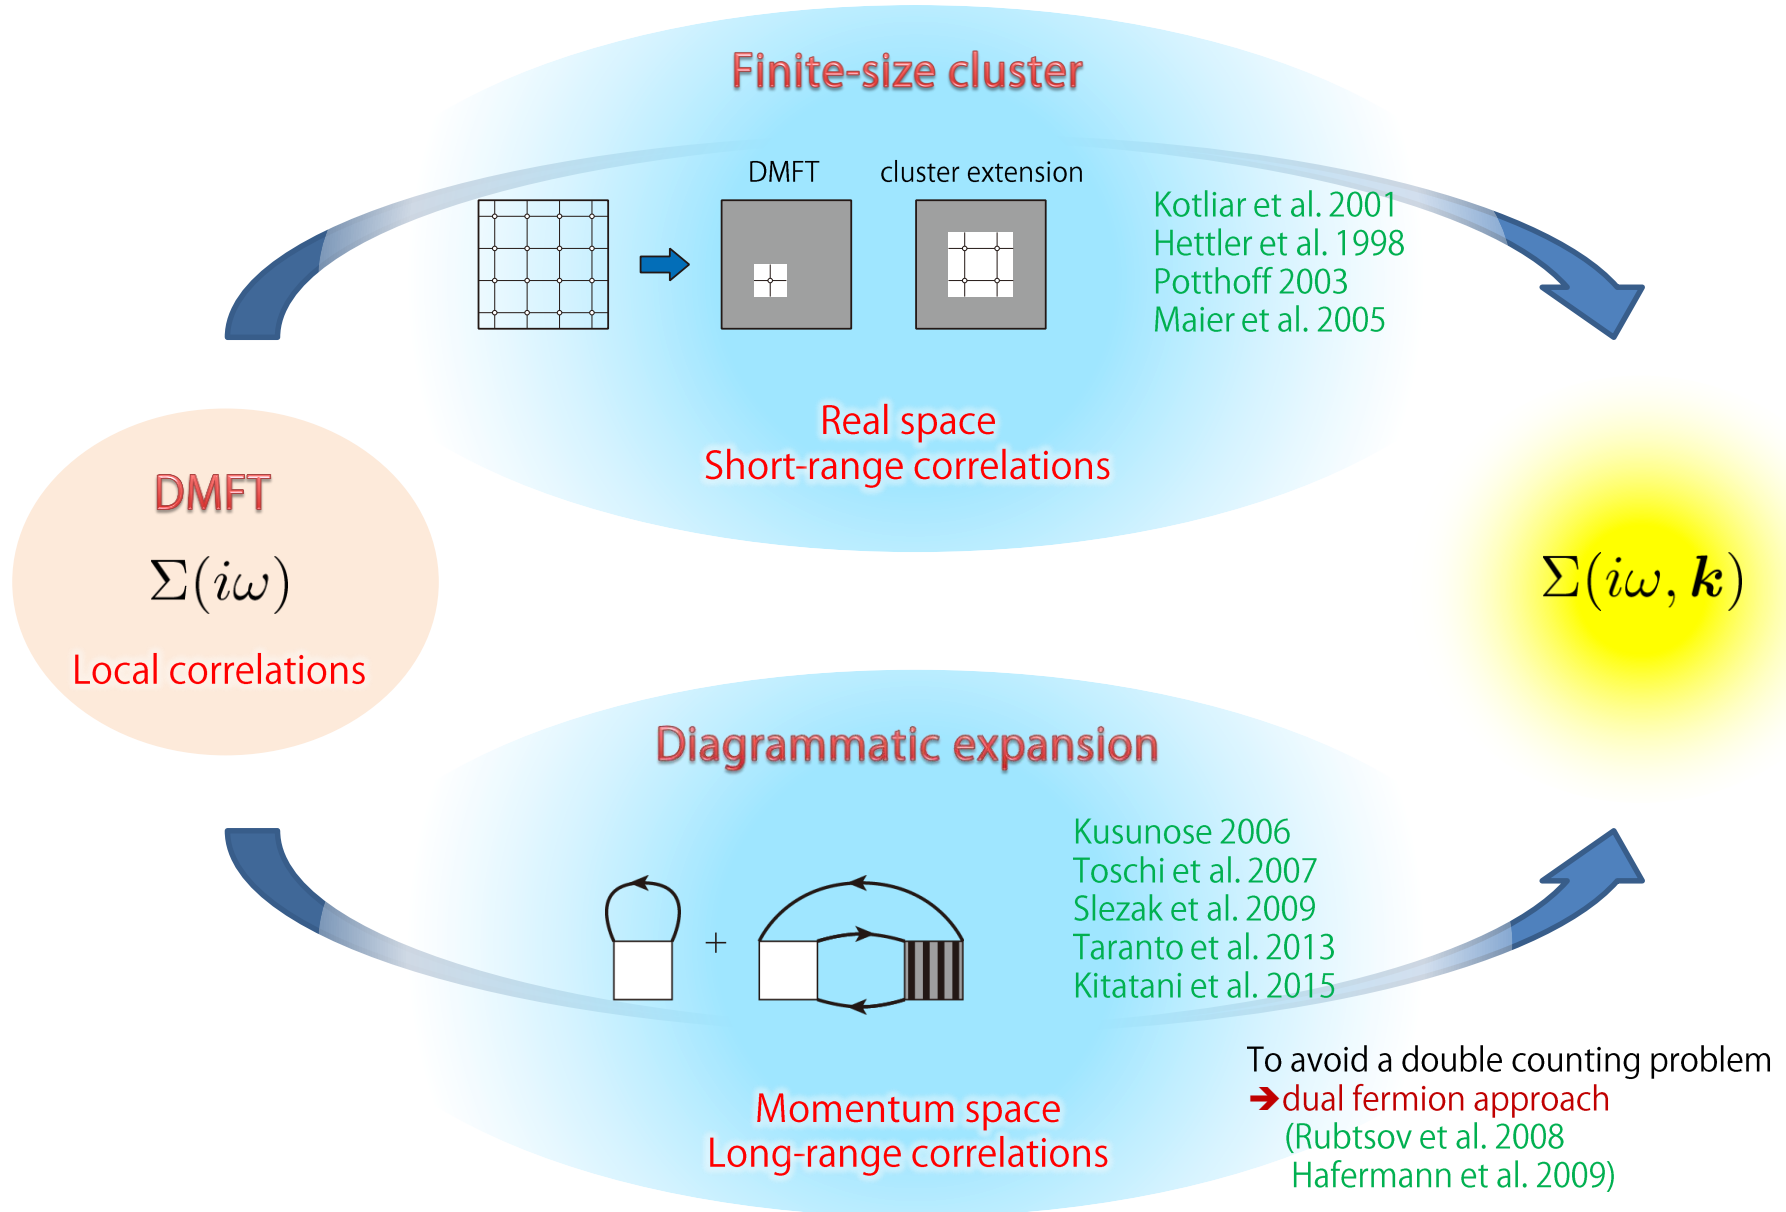 Finite-size cluster
DMFT
cluster extension
Kotliar et al. 2001
Hettler et al. 1998
Potthoff 2003
Maier et al. 2005
Real space
Short-range correlations
DMFT
Σ(iω)
Local correlations
Σ(iω, k)
Diagrammatic expansion
Kusunose 2006
Toschi et al. 2007
Slezak et al. 2009
Taranto et al. 2013
Kitatani et al. 2015
+
Momentum space
Long-range correlations
To avoid a double counting problem
➔dual fermion approach
(Rubtsov et al. 2008
Hafermann et al. 2009)